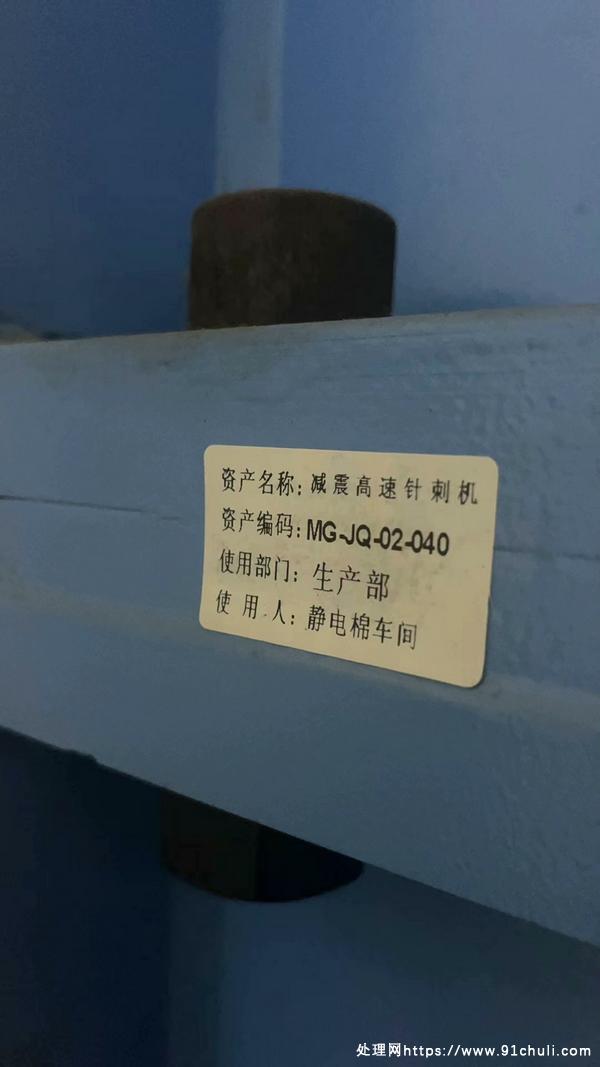 资产名称：减震高速针刺机
资产编码：MG-JQ-02-040
使用部门：生产部
使 用 人：静电棉车间
处理网https://www.91chuli.com